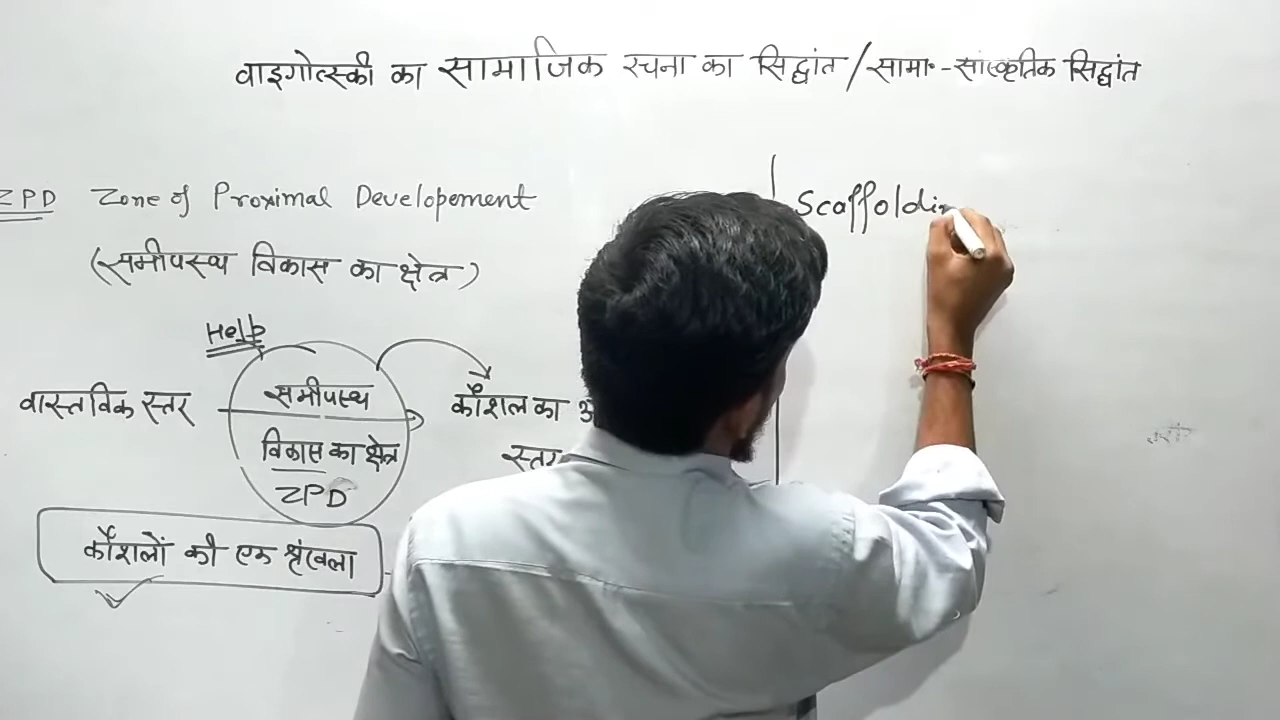 वाइगोत्स्की का सामाजिक रचना का सिद्धांत / सामा॰ - सांस्कृतिक सिद्धांत
ZPD Zone of Proximal Developement
(समीपस्थ विकास का क्षेत्र)
Help
वास्तविक स्तर
समीपस्थ
विकास का क्षेत्र
ZPD
कौशल का
स्तर
कौशलों की एक श्रृंखला
Scaffoldin